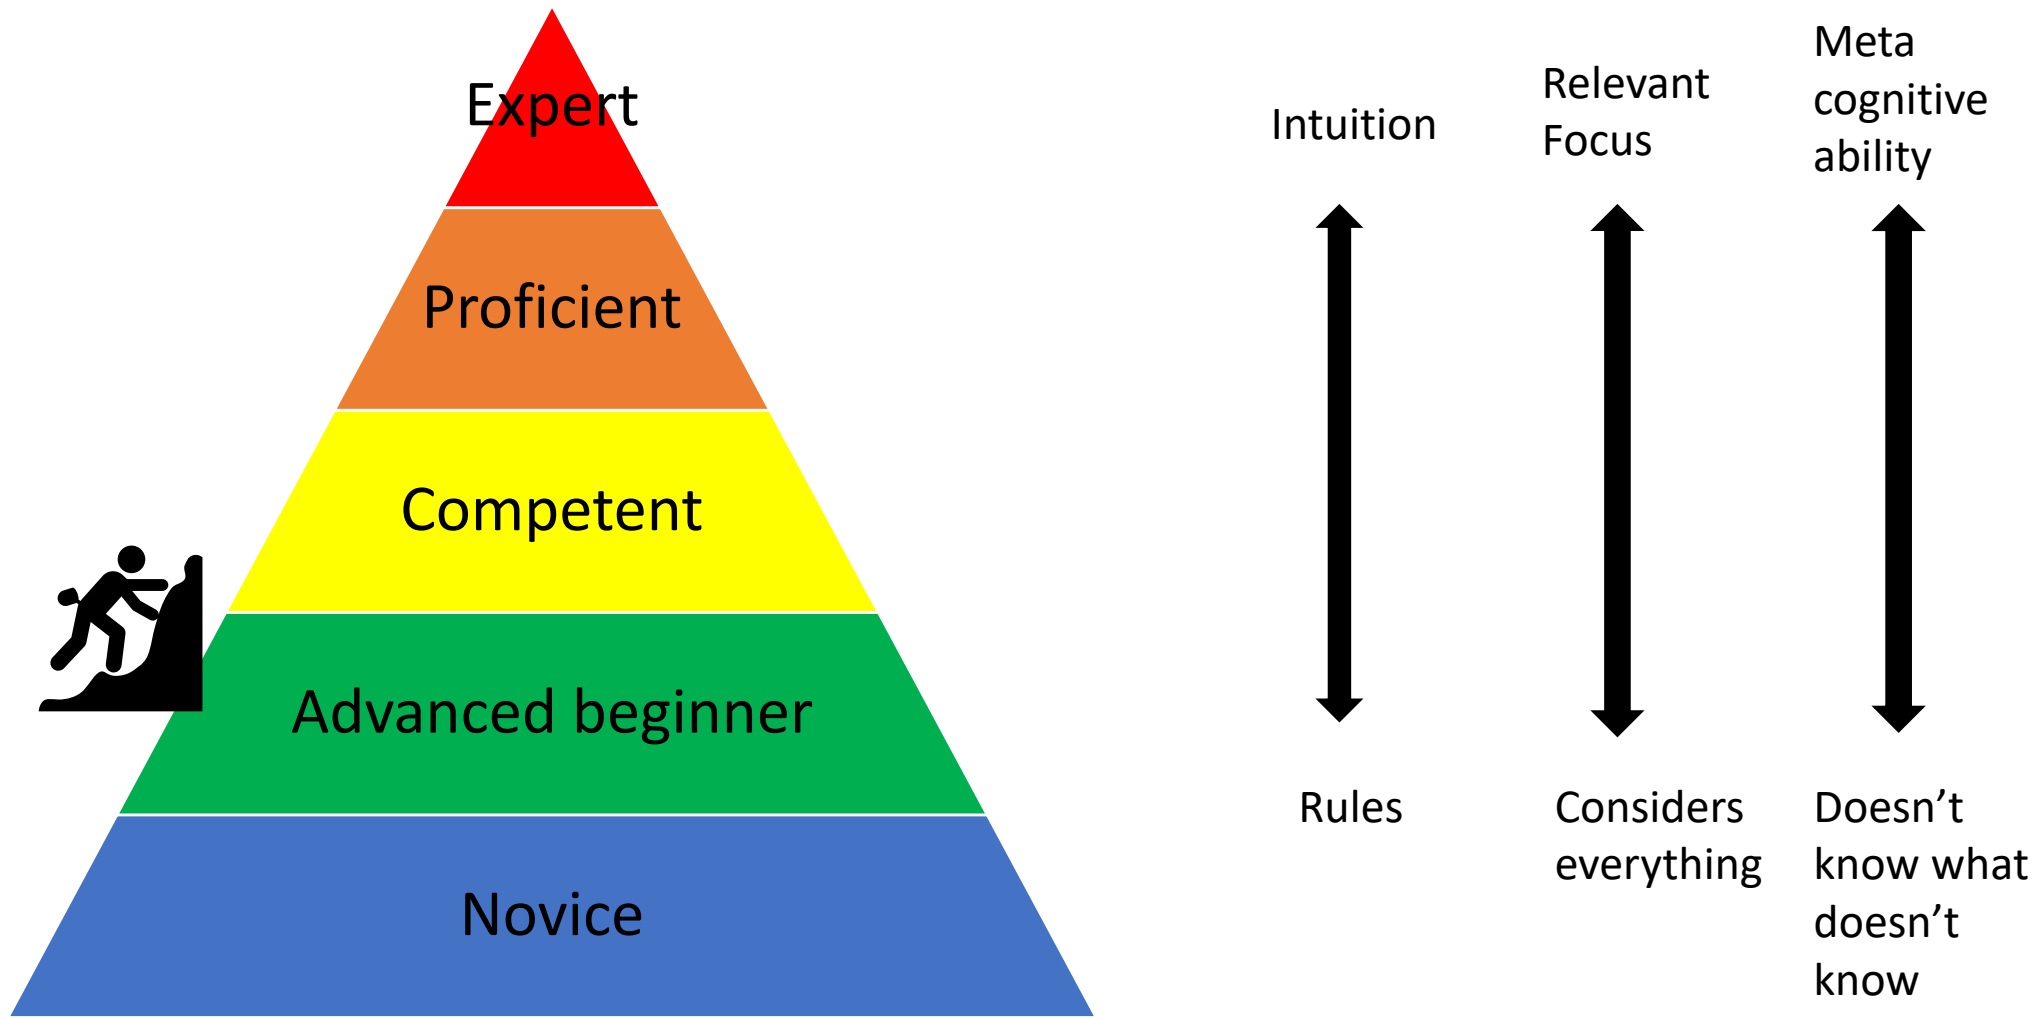 Expert
Proficient
Competent
Advanced beginner
Novice
Intuition
Rules
Relevant
Focus
Considers
everything
Meta
cognitive
ability
Doesn’t
know what
doesn’t
know